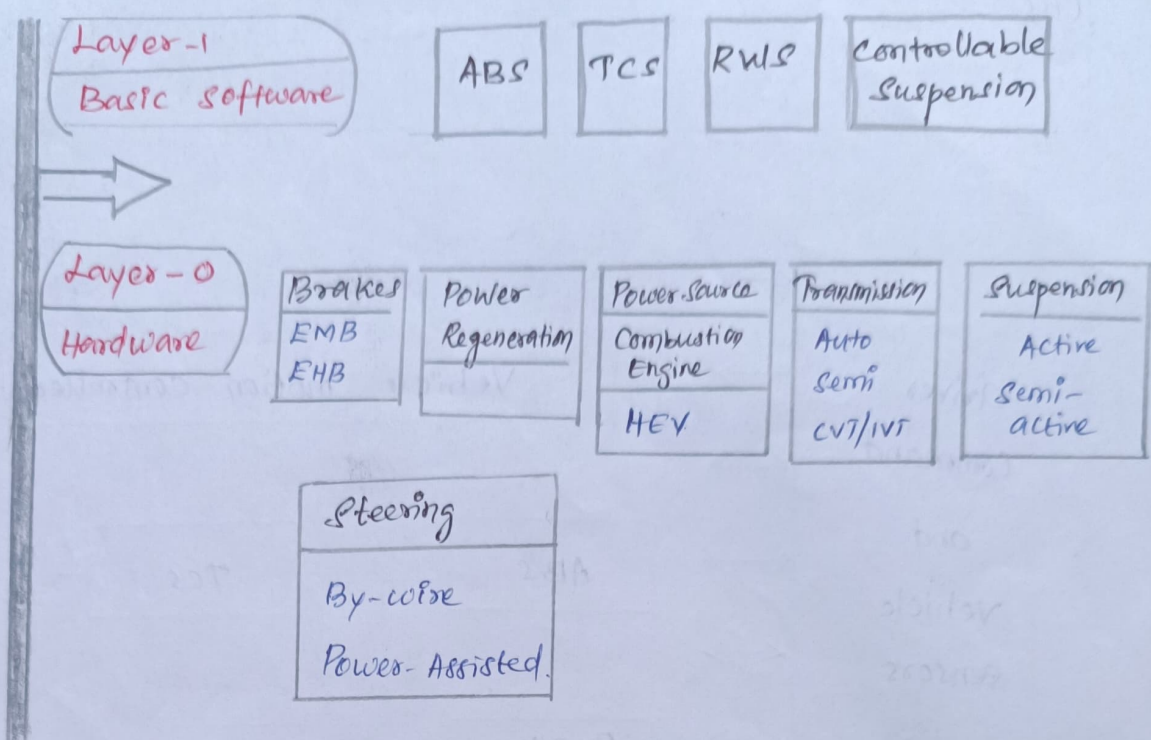 Layer-1
Basic software
ABS
TCS
RWS
Controllable
Suspension
Layer-0
Hardware
Brakes
EMB
EHB
Power
Regeneration
Power Source
Combustion
Engine
HEV
Transmission
Auto
Semi
CVT/IVT
Suspension
Active
Semi-
active
Steering
By-wire
Power-Assisted.